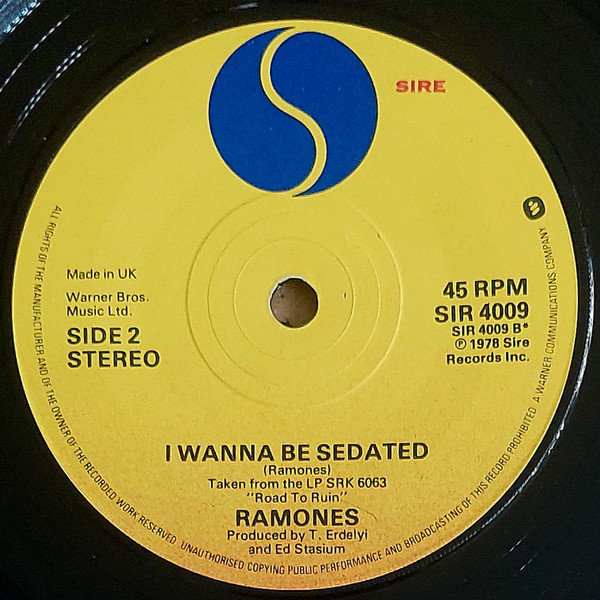 SIRE
Made in UK
Warner Bros.
Music Ltd.
SIDE 2
STEREO
45 RPM
SIR 4009
SIR 4009 B*
Ⓟ 1978 Sire
Records Inc.
I WANNA BE SEDATED
(Ramones)
Taken from the LP SRK 6063
"Road To Ruin"
RAMONES
Produced by T. Erdelyi
and Ed Stasium
ALL RIGHTS OF THE MANUFACTURER AND OF THE OWNER OF THE RECORDED WORK RESERVED. UNAUTHORISED COPYING PUBLIC PERFORMANCE AND BROADCASTING OF THIS RECORD PROHIBITED A WARNER COMMUNICATIONS COMPANY